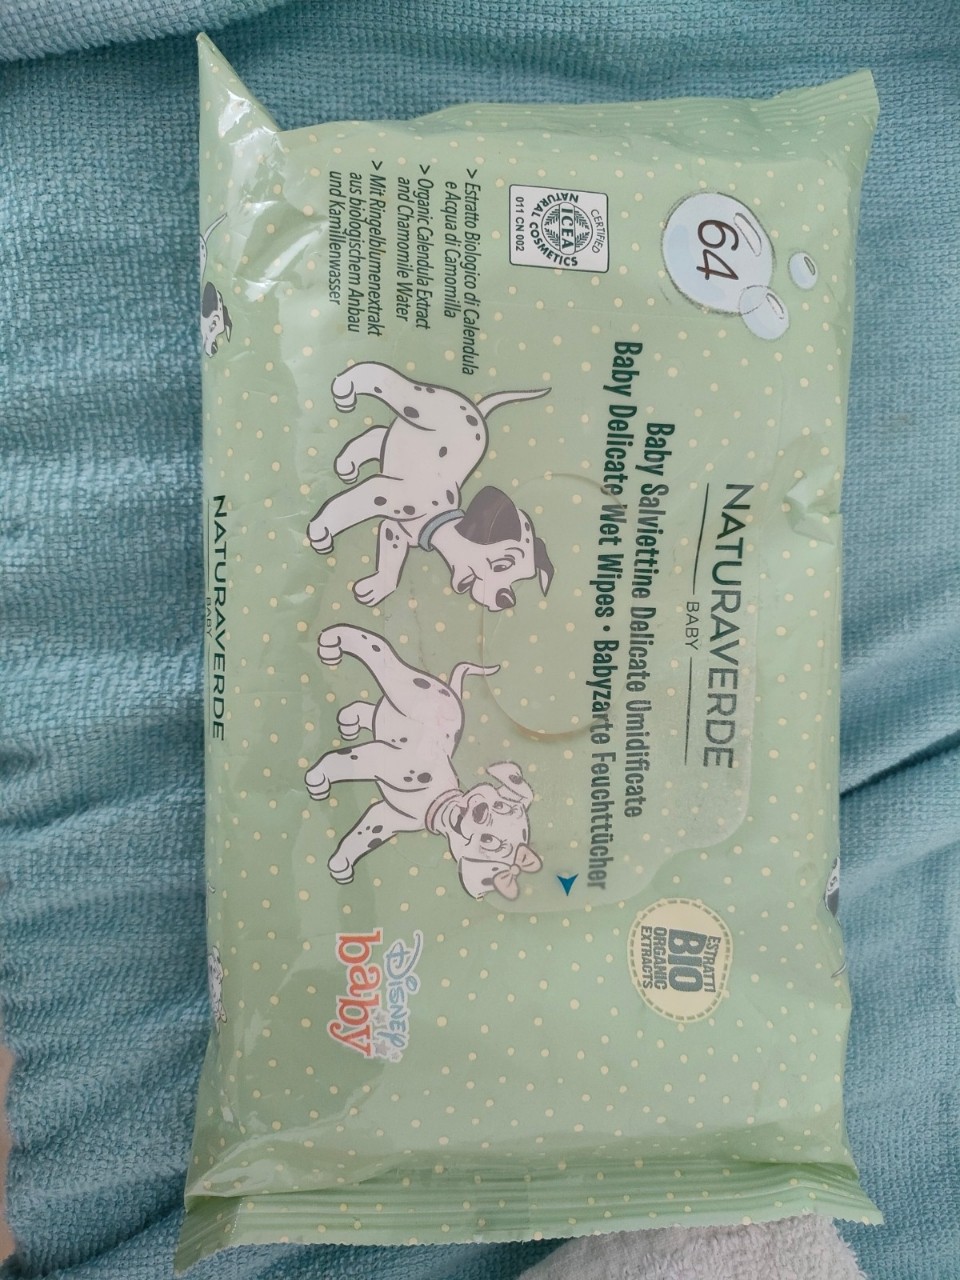 64
NATURAVERDE
BABY
Baby Salviettine Delicate Umidificate
Baby Delicate Wet Wipes • Babyzarte Feuchttücher
CERTIFIED
ICEA
NATURAL COSMETICS
011 CN 002
ESTRATTI
BIO
ORGANIC
EXTRACTS
> Estratto Biologico di Calendula
e Acqua di Camomilla
> Organic Calendula Extract
and Chamomile Water
> Mit Ringelblumenextrakt
aus biologischem Anbau
und Kamillenwasser
Disney
baby
NATURAVERDE
BABY